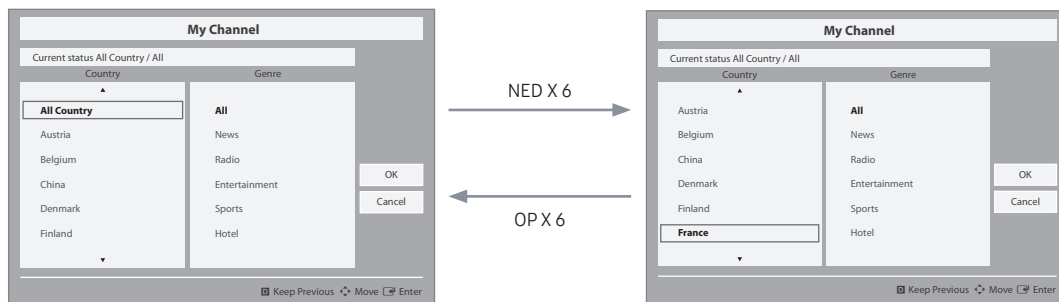 My Channel
Current status All Country / All
Country Genre
All Country All
Austria News
Belgium Radio
China Entertainment
Denmark Sports
Finland Hotel
OK
Cancel
D Keep Previous Move Enter
NED X 6
OP X 6
My Channel
Current status All Country / All
Country Genre
Austria All
Belgium News
China Radio
Denmark Entertainment
Finland Sports
France Hotel
OK
Cancel
D Keep Previous Move Enter